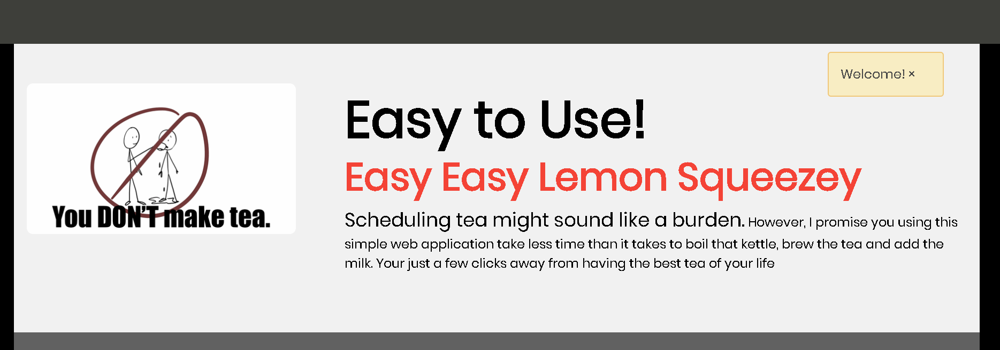 Welcome! ×
Easy to Use!
Easy Easy Lemon Squeezey
Scheduling tea might sound like a burden. However, I promise you using this
simple web application take less time than it takes to boil that kettle, brew the tea and add the
milk. Your just a few clicks away from having the best tea of your life
You DON'T make tea.